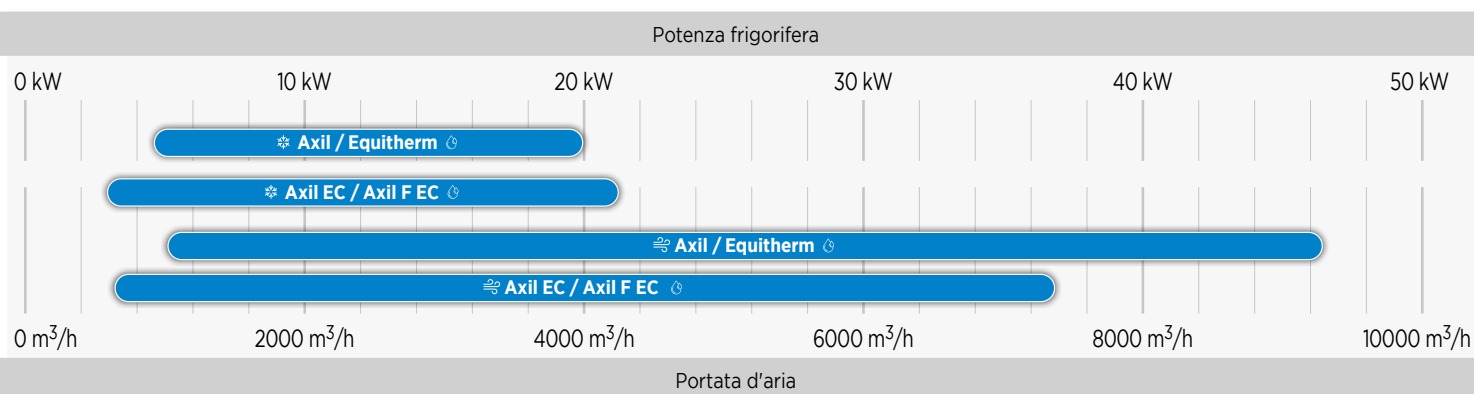 Potenza frigorifera
0 kW 10 kW 20 kW 30 kW 40 kW 50 kW
Axil / Equitherm
Axil EC / Axil F EC
Axil / Equitherm
Axil EC / Axil F EC
0 m³/h 2000 m³/h 4000 m³/h 6000 m³/h 8000 m³/h 10000 m³/h
Portata d'aria